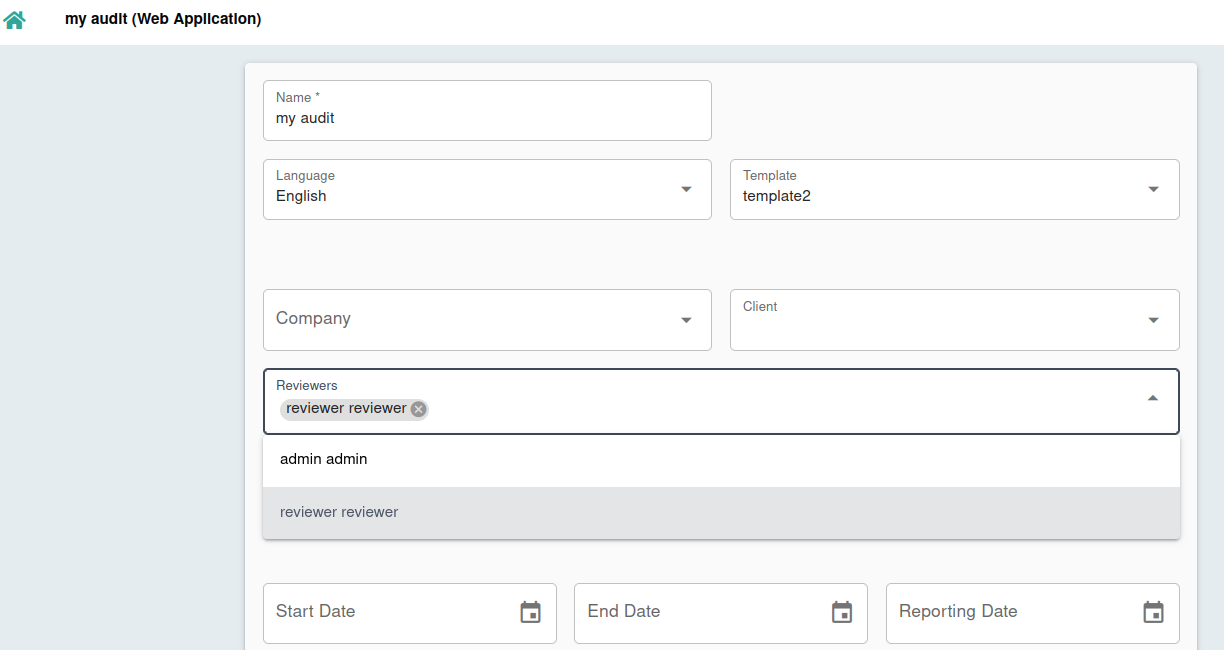 my audit (Web Application)
Name *
my audit
Language
English
Template
template2
Company
Client
Reviewers
reviewer reviewer
admin admin
reviewer reviewer
Start Date
End Date
Reporting Date